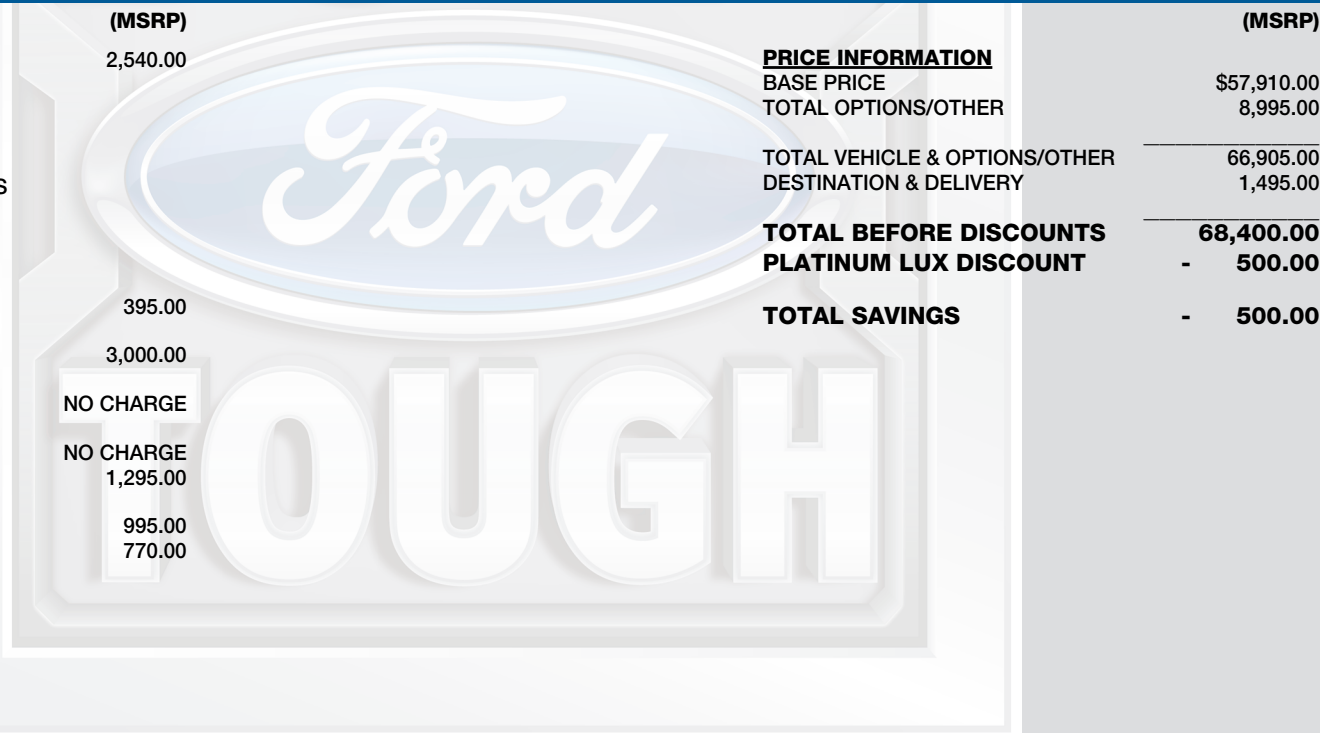 (MSRP)
2,540.00
S
395.00
3,000.00
NO CHARGE
NO CHARGE
1,295.00
995.00
770.00
Ford
TOUGH
(MSRP)
PRICE INFORMATION
BASE PRICE $57,910.00
TOTAL OPTIONS/OTHER 8,995.00
TOTAL VEHICLE & OPTIONS/OTHER 66,905.00
DESTINATION & DELIVERY 1,495.00
TOTAL BEFORE DISCOUNTS 68,400.00
PLATINUM LUX DISCOUNT - 500.00
TOTAL SAVINGS - 500.00